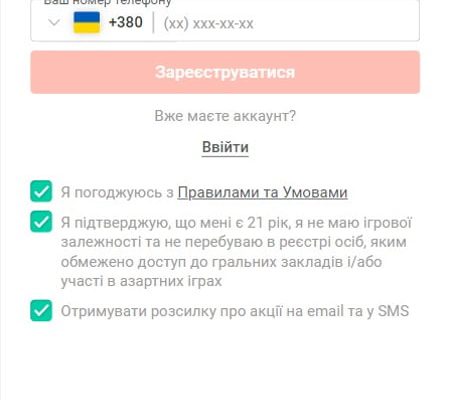 Ваш номер телефону
+380 (xx) xxx-xx-xx
Зареєструватися
Вже маєте аккаунт?
Ввійти
Я погоджуюсь з Правилами та Умовами
Я підтверджую, що мені є 21 рік, я не маю ігрової
залежності та не перебуваю в реєстрі осіб, яким
обмежено доступ до гральних закладів і/або
участі в азартних іграх
Отримувати розсилку про акції на email та у SMS